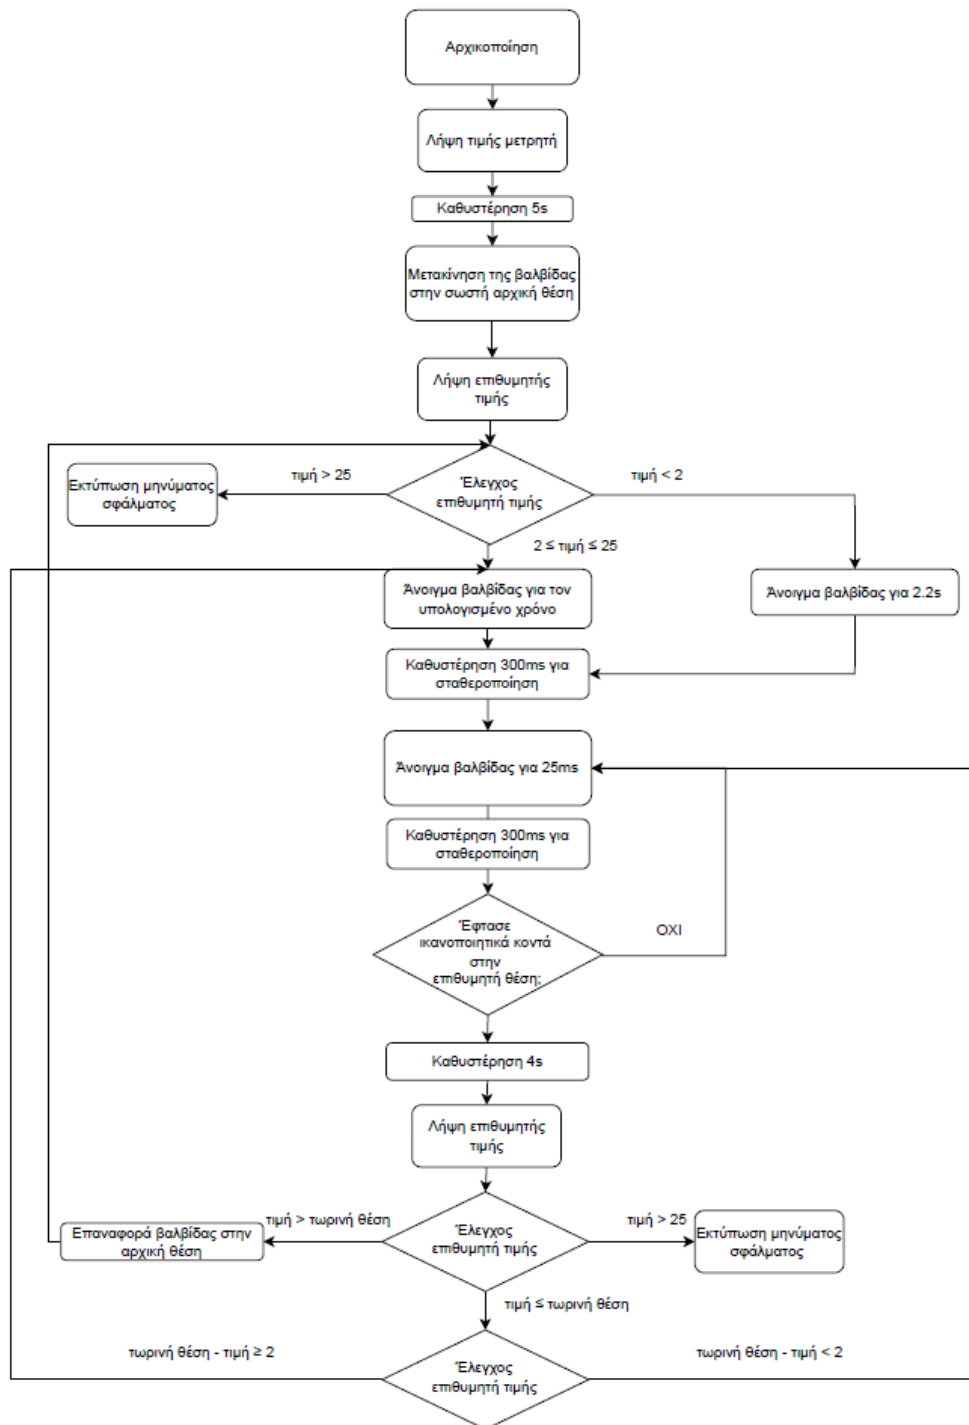 Αρχικοποίηση
Λήψη τιμής μετρητή
Καθυστέρηση 5s
Μετακίνηση της βαλβίδας
στην σωστή αρχική θέση
Λήψη επιθυμητής
τιμής
τιμή > 25
Έλεγχος
επιθυμητή τιμής
τιμή < 2
Εκτύπωση μηνύματος
σφάλματος
2 ≤ τιμή ≤ 25
Άνοιγμα βαλβίδας για τον
υπολογισμένο χρόνο
Άνοιγμα βαλβίδας για 2.2s
Καθυστέρηση 300ms για
σταθεροποίηση
Άνοιγμα βαλβίδας για 25ms
Καθυστέρηση 300ms για
σταθεροποίηση
Έφτασε
ικανοποιητικά κοντά
στην
επιθυμητή θέση;
ΟΧΙ
Καθυστέρηση 4s
Λήψη επιθυμητής
τιμής
τιμή > τωρινή θέση
Έλεγχος
επιθυμητή τιμής
τιμή > 25
Επαναφορά βαλβίδας στην
αρχική θέση
Εκτύπωση μηνύματος
σφάλματος
τιμή ≤ τωρινή θέση
τωρινή θέση - τιμή ≥ 2
Έλεγχος
επιθυμητή τιμής
τωρινή θέση - τιμή < 2